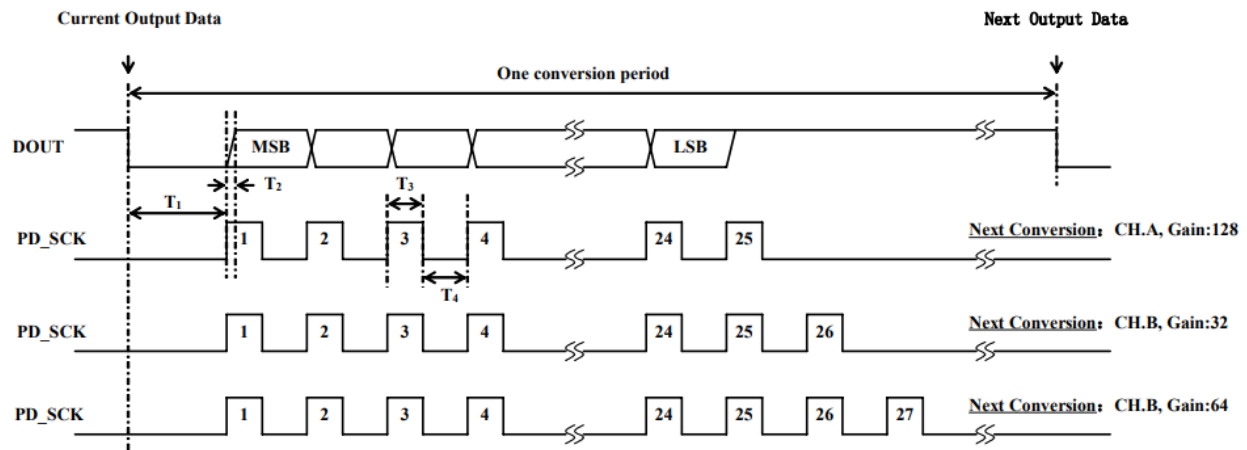 Current Output Data Next Output Data
One conversion period
DOUT MSB LSB
T₂ T₃
T₁
PD_SCK 1 2 3 4 24 25 Next Conversion: CH.A, Gain:128
T₄
PD_SCK 1 2 3 4 24 25 26 Next Conversion: CH.B, Gain:32
PD_SCK 1 2 3 4 24 25 26 27 Next Conversion: CH.B, Gain:64